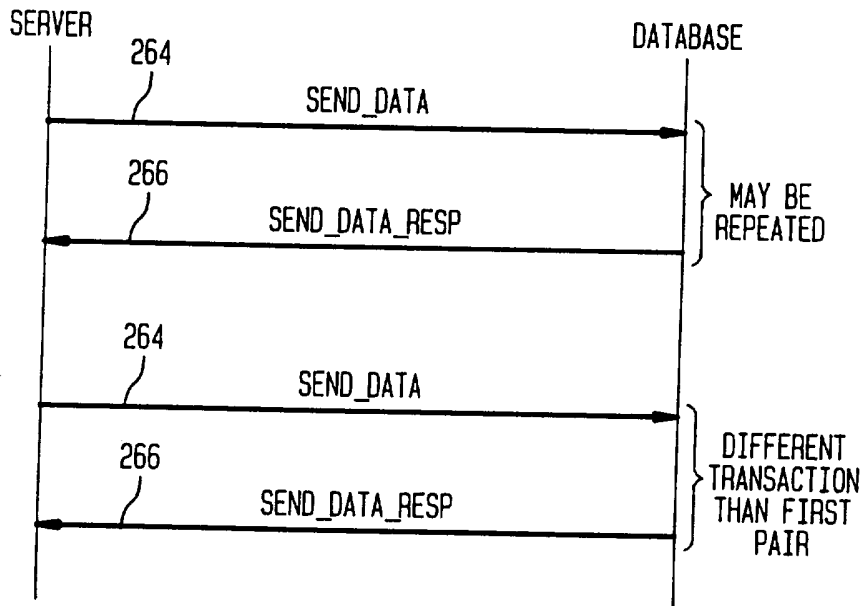 SERVER
DATABASE
264
SEND_DATA
266
SEND_DATA_RESP
MAY BE
REPEATED
264
SEND_DATA
266
SEND_DATA_RESP
DIFFERENT
TRANSACTION
THAN FIRST
PAIR